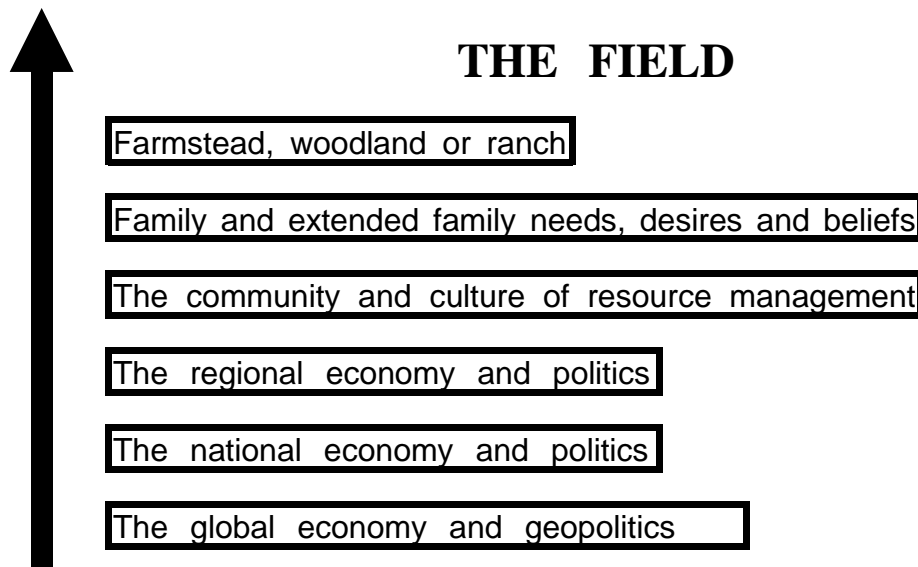 THE FIELD
Farmstead, woodland or ranch
Family and extended family needs, desires and beliefs
The community and culture of resource management
The regional economy and politics
The national economy and politics
The global economy and geopolitics